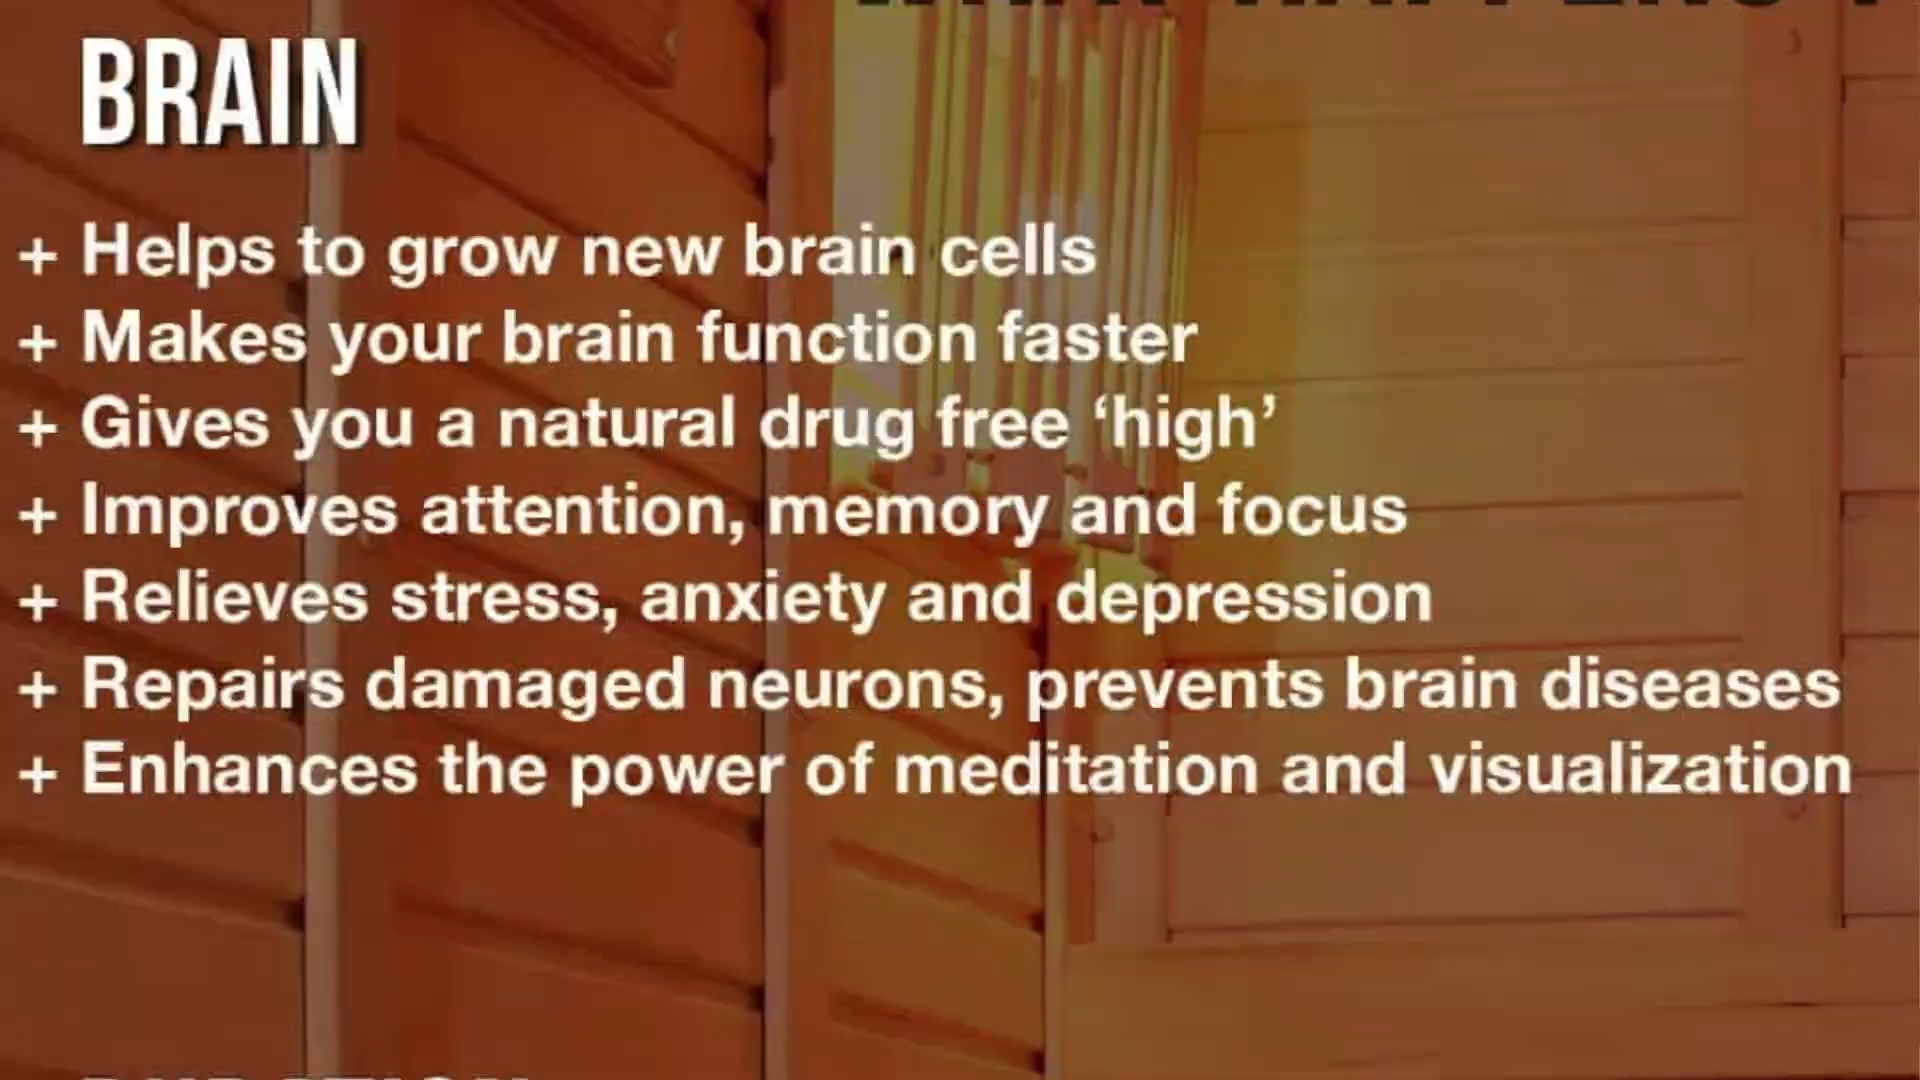 BRAIN
+ Helps to grow new brain cells
+ Makes your brain function faster
+ Gives you a natural drug free ‘high’
+ Improves attention, memory and focus
+ Relieves stress, anxiety and depression
+ Repairs damaged neurons, prevents brain diseases
+ Enhances the power of meditation and visualization